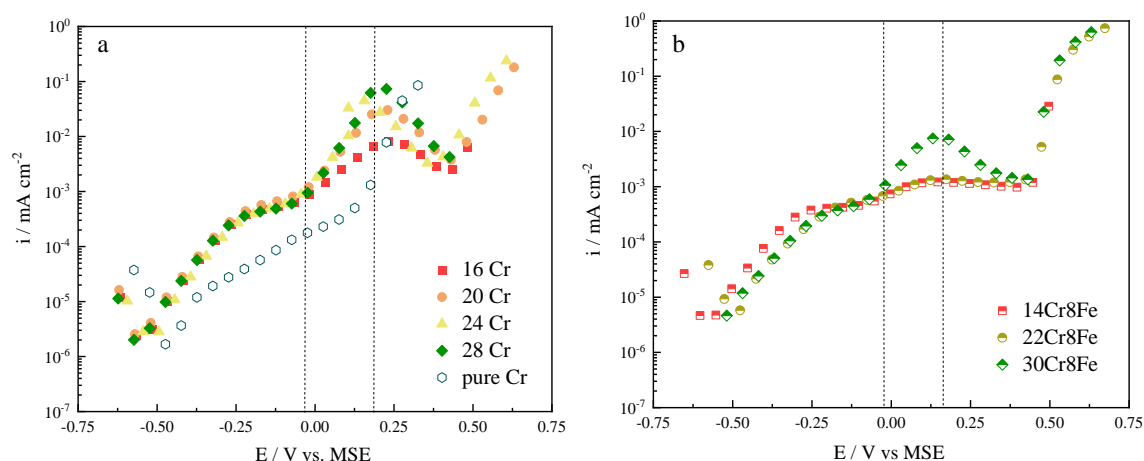 a
10⁰
10⁻¹
10⁻²
10⁻³
10⁻⁴
10⁻⁵
10⁻⁶
10⁻⁷
i / mA cm⁻²
-0.75
-0.50
-0.25
0.00
0.25
0.50
0.75
E / V vs. MSE
16 Cr
20 Cr
24 Cr
28 Cr
pure Cr
b
10⁰
10⁻¹
10⁻²
10⁻³
10⁻⁴
10⁻⁵
10⁻⁶
10⁻⁷
i / mA cm⁻²
-0.75
-0.50
-0.25
0.00
0.25
0.50
0.75
E / V vs MSE
14Cr8Fe
22Cr8Fe
30Cr8Fe